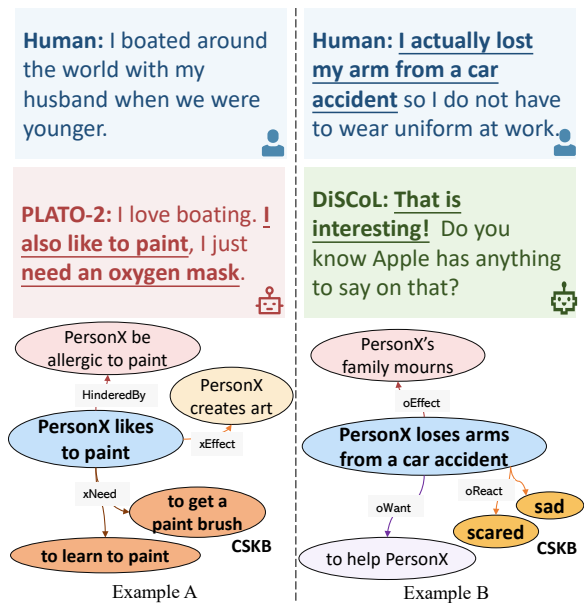 Human: I boated around
the world with my
husband when we were
younger.
PLATO-2: I love boating. I
also like to paint, I just
need an oxygen mask.
PersonX be
allergic to paint
HinderedBy
PersonX
creates art
PersonX likes
to paint
xEffect
xNeed
to get a
paint brush
to learn to paint
CSKB
Example A
Human: I actually lost
my arm from a car
accident so I do not have
to wear uniform at work.
DiSCoL: That is
interesting! Do you
know Apple has anything
to say on that?
PersonX's
family mourns
oEffect
PersonX loses arms
from a car accident
oWant
oReact
sad
scared
to help PersonX
CSKB
Example B